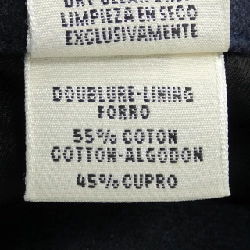 LIMPIEZA EN SECO
EXCLUSIVAMENTE
DOUBLURE-LINING
FORRO
55% COTON
COTTON-ALGODON
45% CUPRO